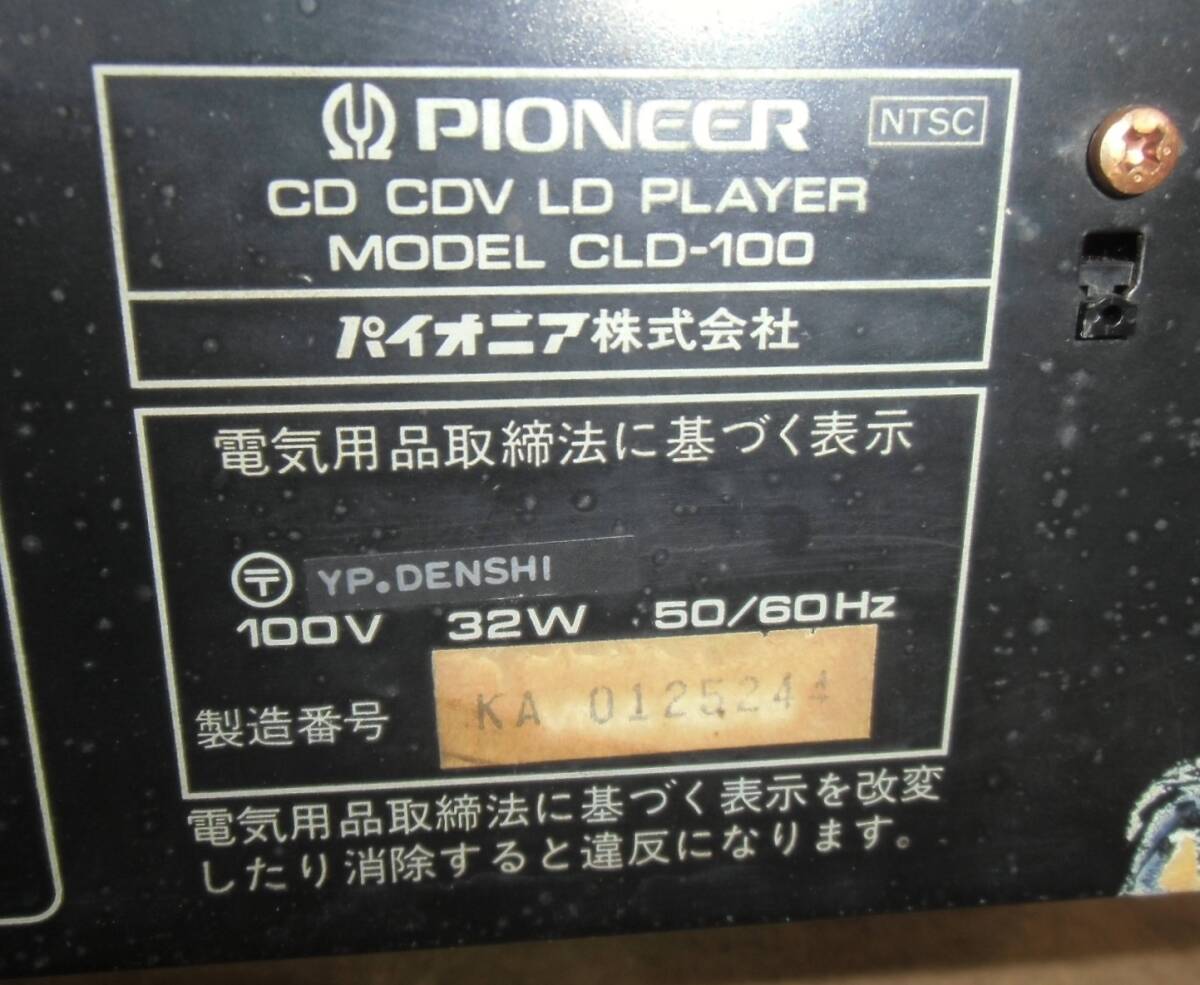 PIONEER NTSC
CD CDV LD PLAYER
MODEL CLD-100
パイオニア株式会社
電気用品取締法に基づく表示
〒 YP.DENSHI
100V 32W 50/60Hz
製造番号 KA 0125244
電気用品取締法に基づく表示を改変
したり消除すると違反になります。